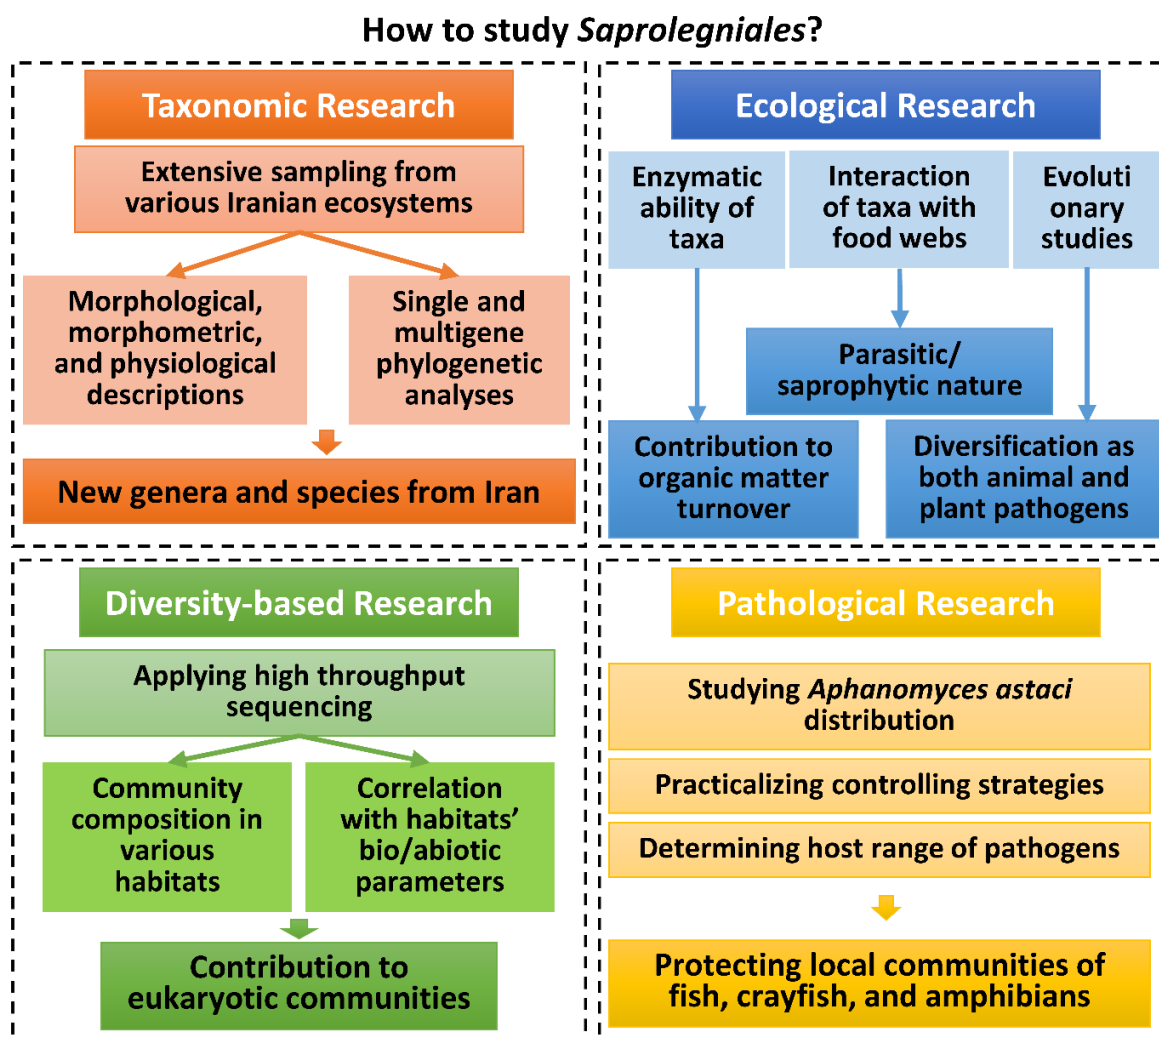 How to study Saprolegniales?
Taxonomic Research
Extensive sampling from
various Iranian ecosystems
Morphological,
morphometric,
and physiological
descriptions
Single and
multigene
phylogenetic
analyses
New genera and species from Iran
Ecological Research
Enzymatic
ability of
taxa
Interaction
of taxa with
food webs
Evoluti
onary
studies
Parasitic/
saprophytic nature
Contribution to
organic matter
turnover
Diversification as
both animal and
plant pathogens
Diversity-based Research
Applying high throughput
sequencing
Community
composition in
various
habitats
Correlation
with habitats’
bio/abiotic
parameters
Contribution to
eukaryotic communities
Pathological Research
Studying Aphanomyces astaci
distribution
Practicalizing controlling strategies
Determining host range of pathogens
Protecting local communities of
fish, crayfish, and amphibians